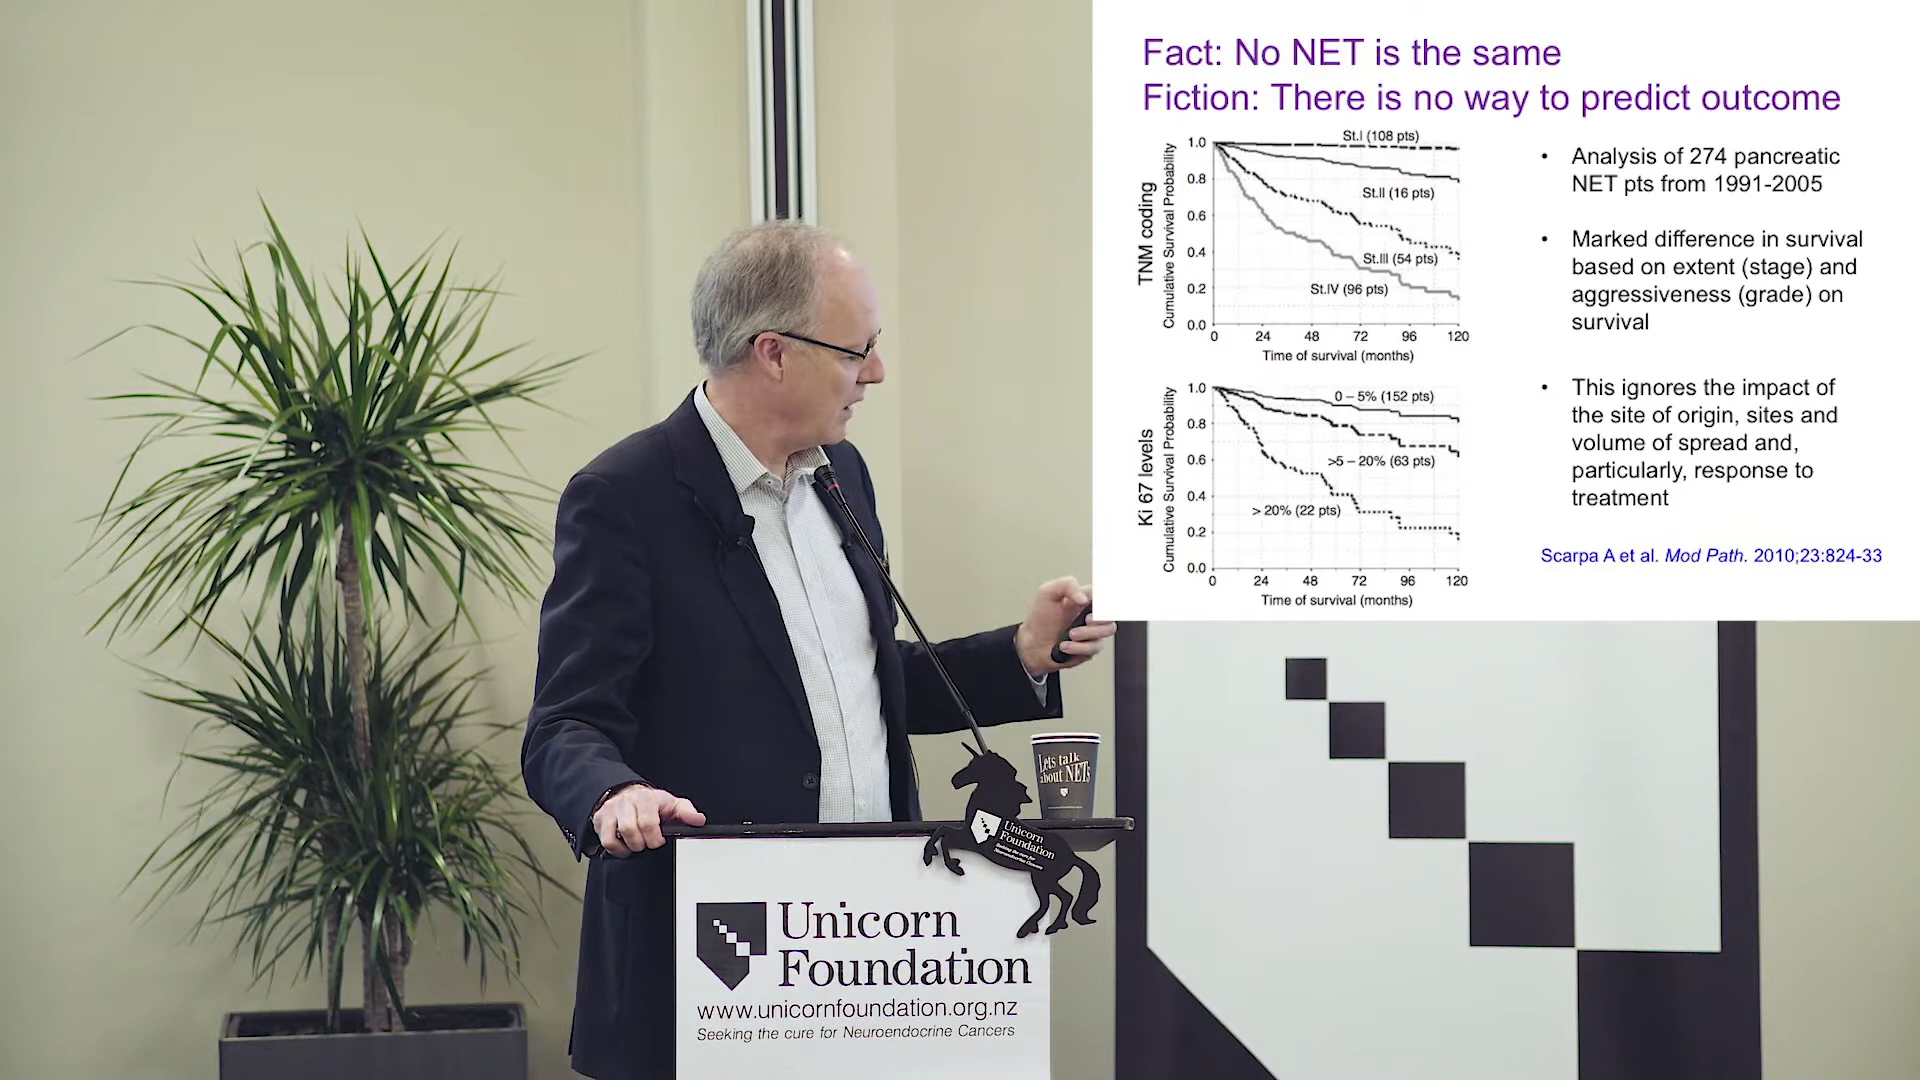 Fact: No NET is the same
Fiction: There is no way to predict outcome
TNM coding
Cumulative Survival Probability
1.0
0.8
0.6
0.4
0.2
0.0
St.I (108 pts)
St.II (16 pts)
St.III (54 pts)
St.IV (96 pts)
0 24 48 72 96 120
Time of survival (months)
Ki 67 levels
Cumulative Survival Probability
1.0
0.8
0.6
0.4
0.2
0.0
0 – 5% (152 pts)
>5 – 20% (63 pts)
> 20% (22 pts)
0 24 48 72 96 120
Time of survival (months)
• Analysis of 274 pancreatic
NET pts from 1991-2005
• Marked difference in survival
based on extent (stage) and
aggressiveness (grade) on
survival
• This ignores the impact of
the site of origin, sites and
volume of spread and,
particularly, response to
treatment
Scarpa A et al. Mod Path. 2010;23:824-33
Lets talk
about NETs
Unicorn
Foundation
Seeking the cure for
Neuroendocrine Cancers
Unicorn
Foundation
www.unicornfoundation.org.nz
Seeking the cure for Neuroendocrine Cancers